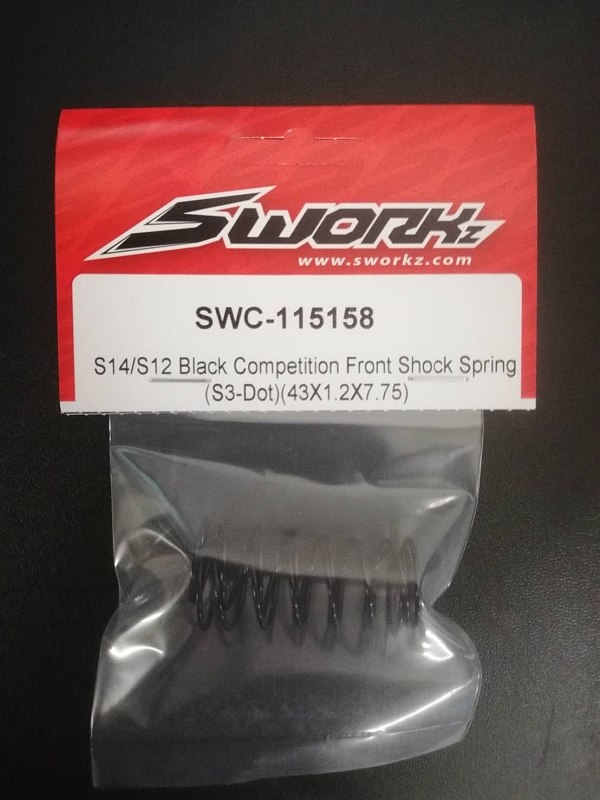 SWORKz
www.sworkz.com
SWC-115158
S14/S12 Black Competition Front Shock Spring
(S3-Dot)(43X1.2X7.75)